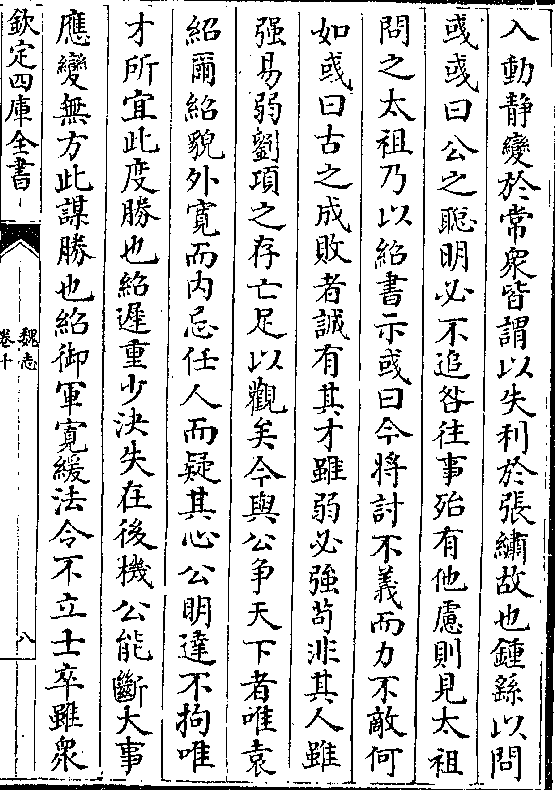 入動靜變於常衆皆謂以失利於張繡故也鍾繇以問
彧彧曰公之聰明必不追咎往事殆有他慮則見太祖
問之太祖乃以紹書示彧曰今將討不義而力不敵何
如彧曰古之成敗者誠有其才雖弱必強苟非其人雖
强易弱劉項之存亡足以觀矣今與公争天下者唯袁
紹爾紹貌外寛而内忌任人而疑其心公明達不拘唯
才所宜此度勝也紹遲重少決失在後機公能斷大事
應變無方此謀勝也紹御軍寛緩法令不立士卒雖衆
欽定四庫全書
魏志
卷十
八